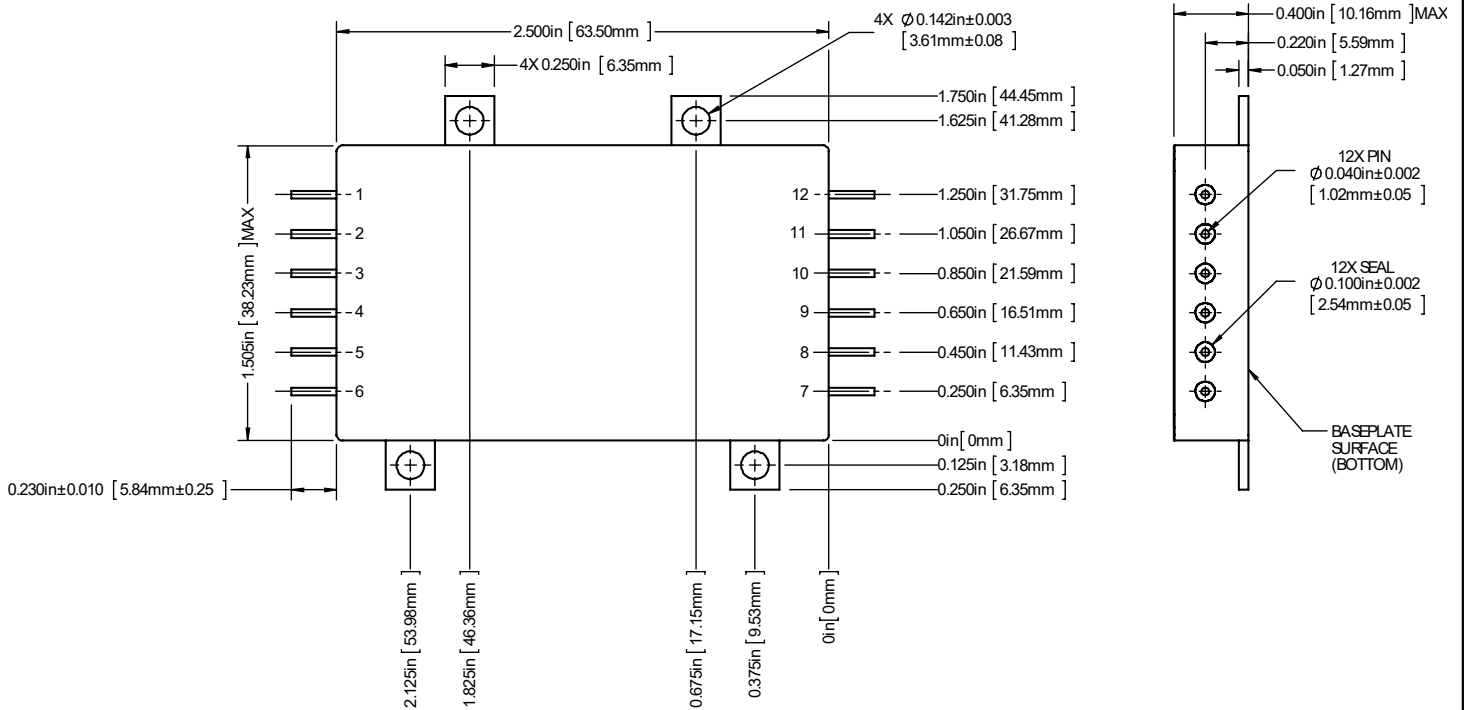 2.500in [ 63.50mm ]
4X 0.250in [ 6.35mm ]
4X Ø 0.142in±0.003
[ 3.61mm±0.08 ]
1.750in [ 44.45mm ]
1.625in [ 41.28mm ]
1.505in [ 38.23mm ] MAX
1
2
3
4
5
6
12
11
10
9
8
7
1.250in [ 31.75mm ]
1.050in [ 26.67mm ]
0.850in [ 21.59mm ]
0.650in [ 16.51mm ]
0.450in [ 11.43mm ]
0.250in [ 6.35mm ]
0in[ 0mm ]
0.125in [ 3.18mm ]
0.250in [ 6.35mm ]
0.230in±0.010 [ 5.84mm±0.25 ]
2.125in [ 53.98mm ]
1.825in [ 46.36mm ]
0.675in [ 17.15mm ]
0.375in [ 9.53mm ]
0in[ 0mm ]
0.400in [ 10.16mm ]MAX
0.220in [ 5.59mm ]
0.050in [ 1.27mm ]
12X PIN
Ø 0.040in±0.002
[ 1.02mm±0.05 ]
12X SEAL
Ø 0.100in±0.002
[ 2.54mm±0.05 ]
BASEPLATE
SURFACE
(BOTTOM)